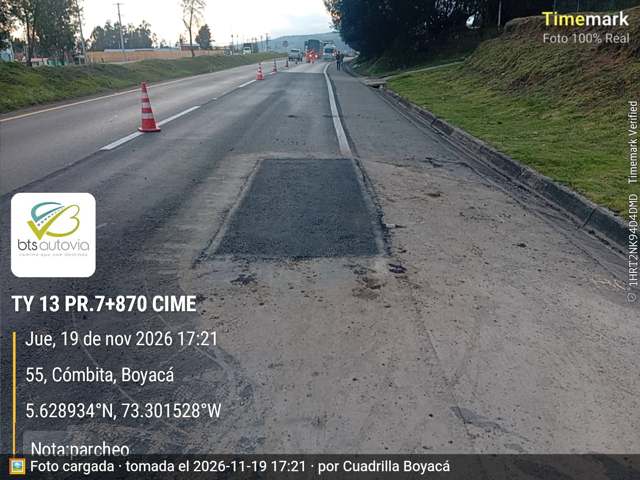 Timemark
Foto 100% Real
© 1HRT2NK94D4DMD Timemark Verified
bts autovía
TY 13 PR.7+870 CIME
Jue, 19 de nov 2026 17:21
55, Cómbita, Boyacá
5.628934°N, 73.301528°W
Nota:parcheo
Foto cargada · tomada el 2026-11-19 17:21 · por Cuadrilla Boyacá